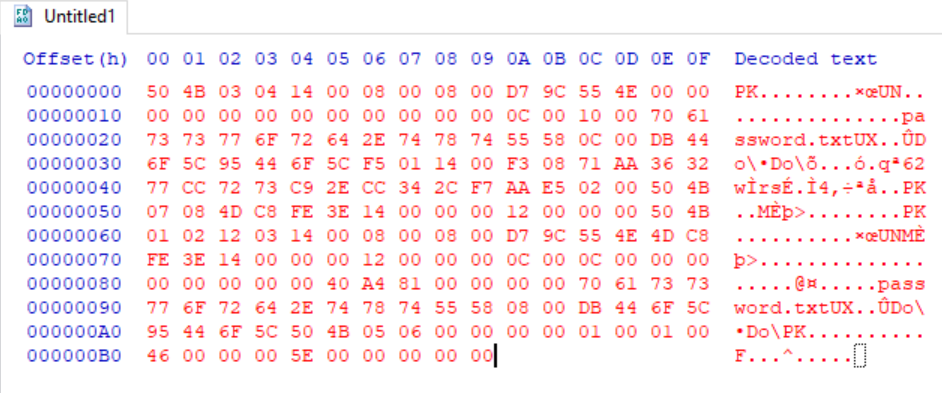 Untitled1
Offset(h) 00 01 02 03 04 05 06 07 08 09 0A 0B 0C 0D 0E 0F Decoded text
00000000 50 4B 03 04 14 00 08 00 08 00 D7 9C 55 4E 00 00 PK........×œUN..
00000010 00 00 00 00 00 00 00 00 00 00 0C 00 10 00 70 61 ..............pa
00000020 73 73 77 6F 72 64 2E 74 78 74 55 58 0C 00 DB 44 ssword.txtUX..ÛD
00000030 6F 5C 95 44 6F 5C F5 01 14 00 F3 08 71 AA 36 32 o\•Do\õ...ó.qª62
00000040 77 CC 72 73 C9 2E CC 34 2C F7 AA E5 02 00 50 4B wÌrsÉ.Ì4,÷ªå..PK
00000050 07 08 4D C8 FE 3E 14 00 00 00 12 00 00 00 50 4B ..MÈþ>........PK
00000060 01 02 12 03 14 00 08 00 08 00 D7 9C 55 4E 4D C8 ..........×œUNMÈ
00000070 FE 3E 14 00 00 00 12 00 00 00 0C 00 0C 00 00 00 þ>..............
00000080 00 00 00 00 00 40 A4 81 00 00 00 00 70 61 73 73 .....@¤.....pass
00000090 77 6F 72 64 2E 74 78 74 55 58 08 00 DB 44 6F 5C word.txtUX..ÛDo\
000000A0 95 44 6F 5C 50 4B 05 06 00 00 00 00 01 00 01 00 •Do\PK..........
000000B0 46 00 00 00 5E 00 00 00 00 00 F...^.....